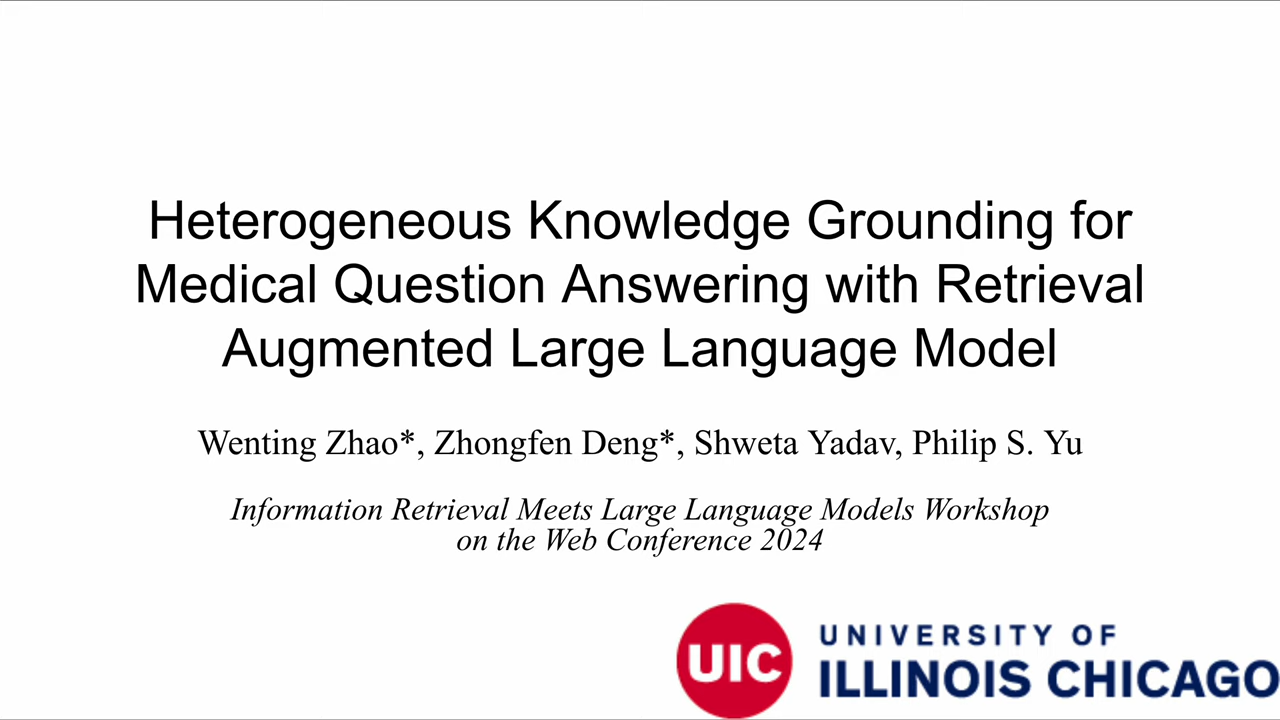 Heterogeneous Knowledge Grounding for
Medical Question Answering with Retrieval
Augmented Large Language Model
Wenting Zhao*, Zhongfen Deng*, Shweta Yadav, Philip S. Yu
Information Retrieval Meets Large Language Models Workshop
on the Web Conference 2024
UIC
UNIVERSITY OF
ILLINOIS CHICAGO